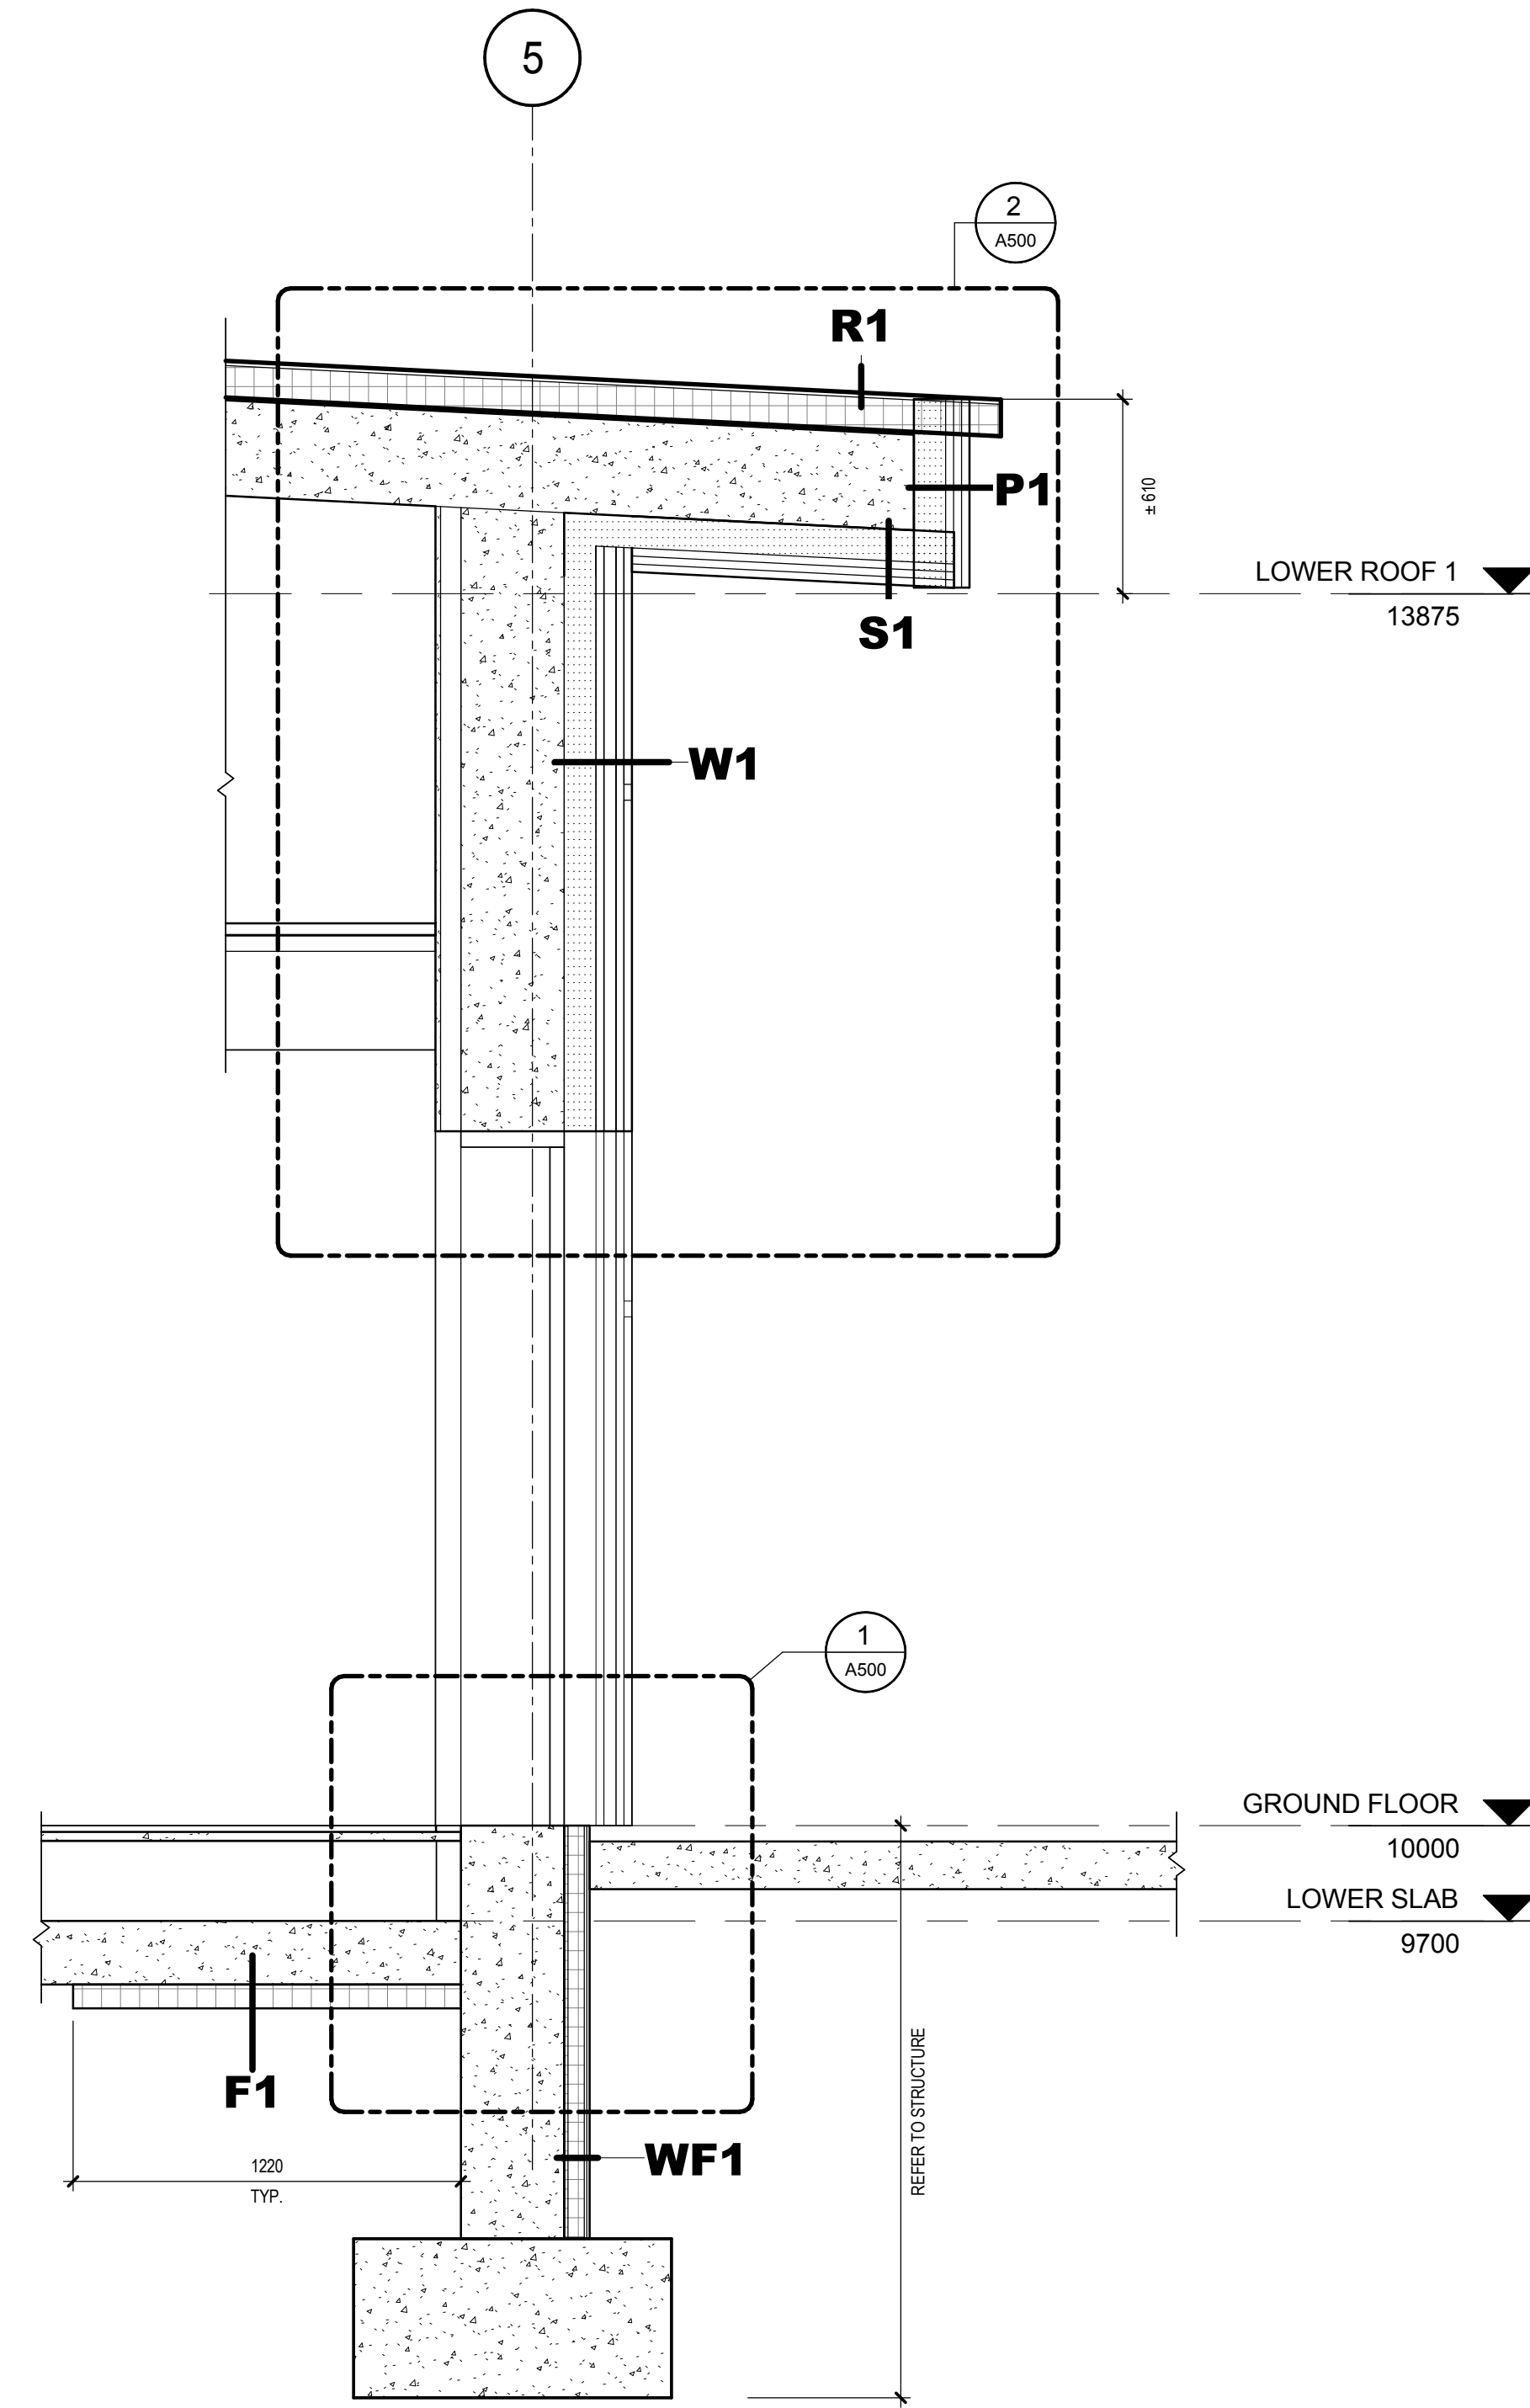 5
2
A500
R1
P1
±610
LOWER ROOF 1
13875
S1
W1
1
A500
GROUND FLOOR
10000
LOWER SLAB
9700
F1
REFER TO STRUCTURE
WF1
1220
TYP.